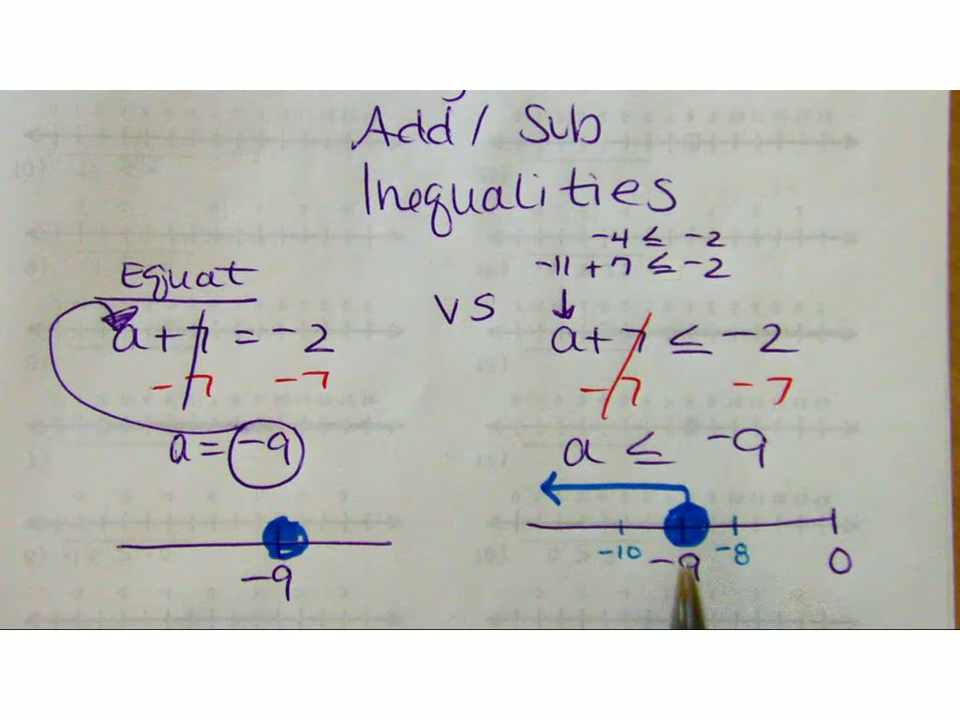 Add / Sub
Inequalities
-4 ≤ -2
-11 + 7 ≤ -2
Equat
VS
a + 7 = -2
a + 7 ≤ -2
-7 -7
-7 -7
a = -9
a ≤ -9
-9
-10 -9 -8 0